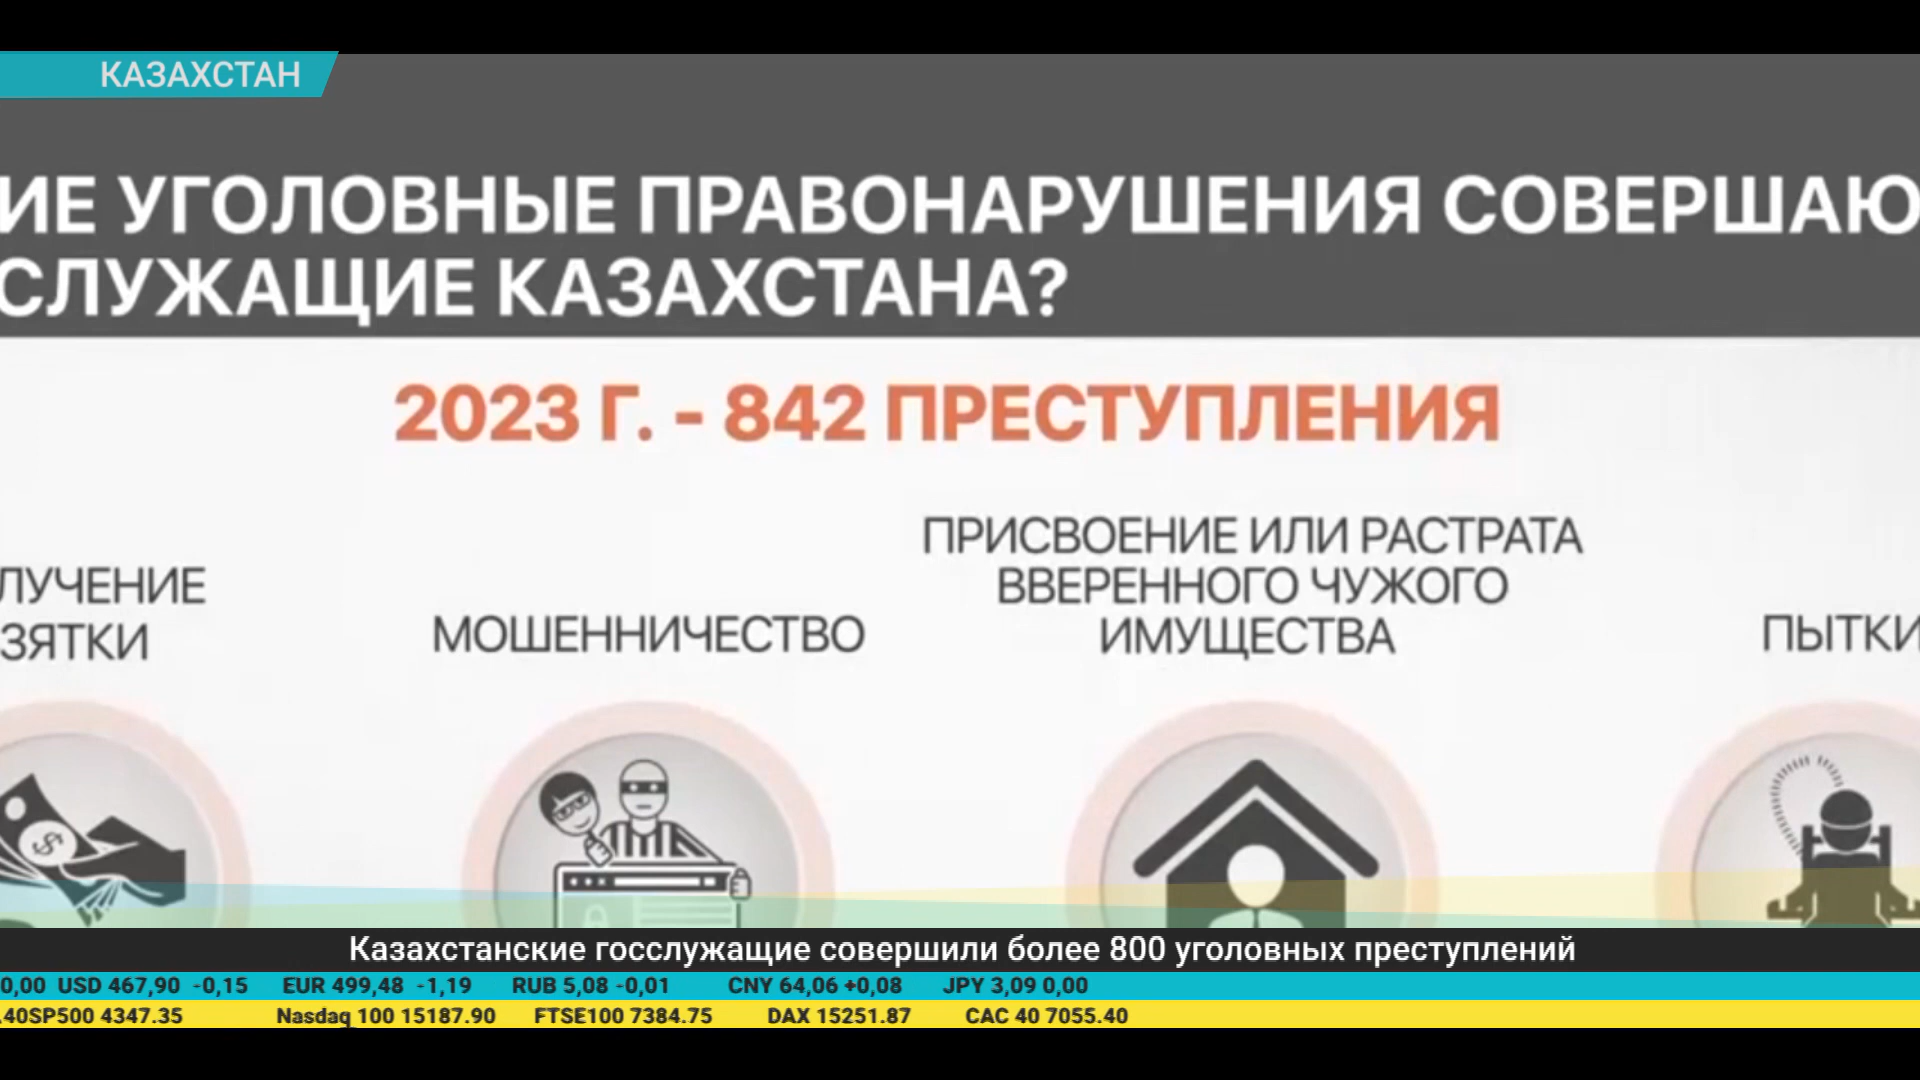 КАЗАХСТАН
ИЕ УГОЛОВНЫЕ ПРАВОНАРУШЕНИЯ СОВЕРШАЮ
СЛУЖАЩИЕ КАЗАХСТАНА?
2023 Г. - 842 ПРЕСТУПЛЕНИЯ
ЛУЧЕНИЕ
ЗЯТКИ
МОШЕННИЧЕСТВО
ПРИСВОЕНИЕ ИЛИ РАСТРАТА
ВВЕРЕННОГО ЧУЖОГО
ИМУЩЕСТВА
ПЫТКИ
Казахстанские госслужащие совершили более 800 уголовных преступлений
0,00 USD 467,90 -0,15 EUR 499,48 -1,19 RUB 5,08 -0,01 CNY 64,06 +0,08 JPY 3,09 0,00
.40SP500 4347.35 Nasdaq 100 15187.90 FTSE100 7384.75 DAX 15251.87 CAC 40 7055.40